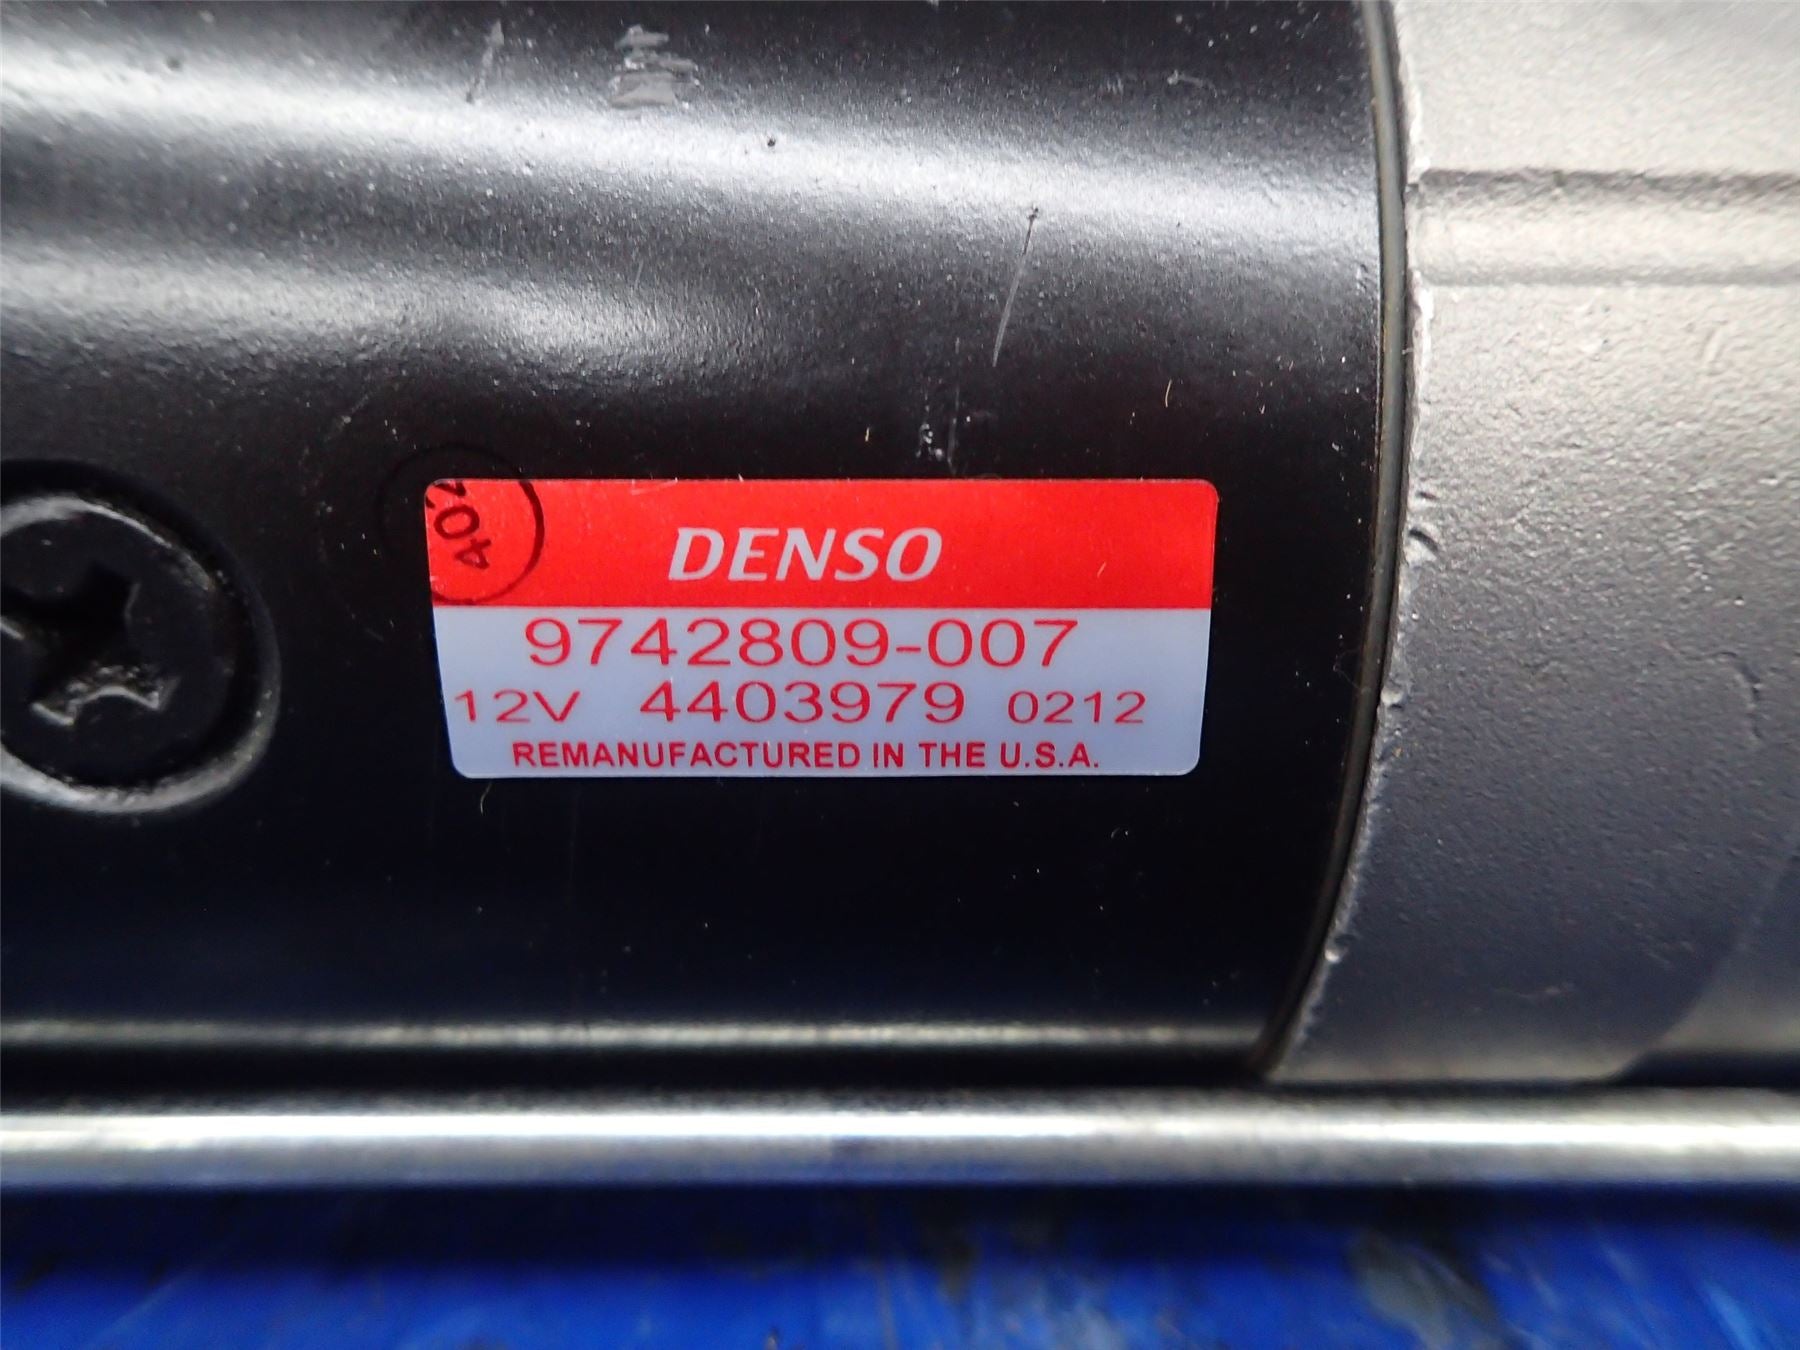 DENSO
9742809-007
12V 4403979 0212
REMANUFACTURED IN THE U.S.A.